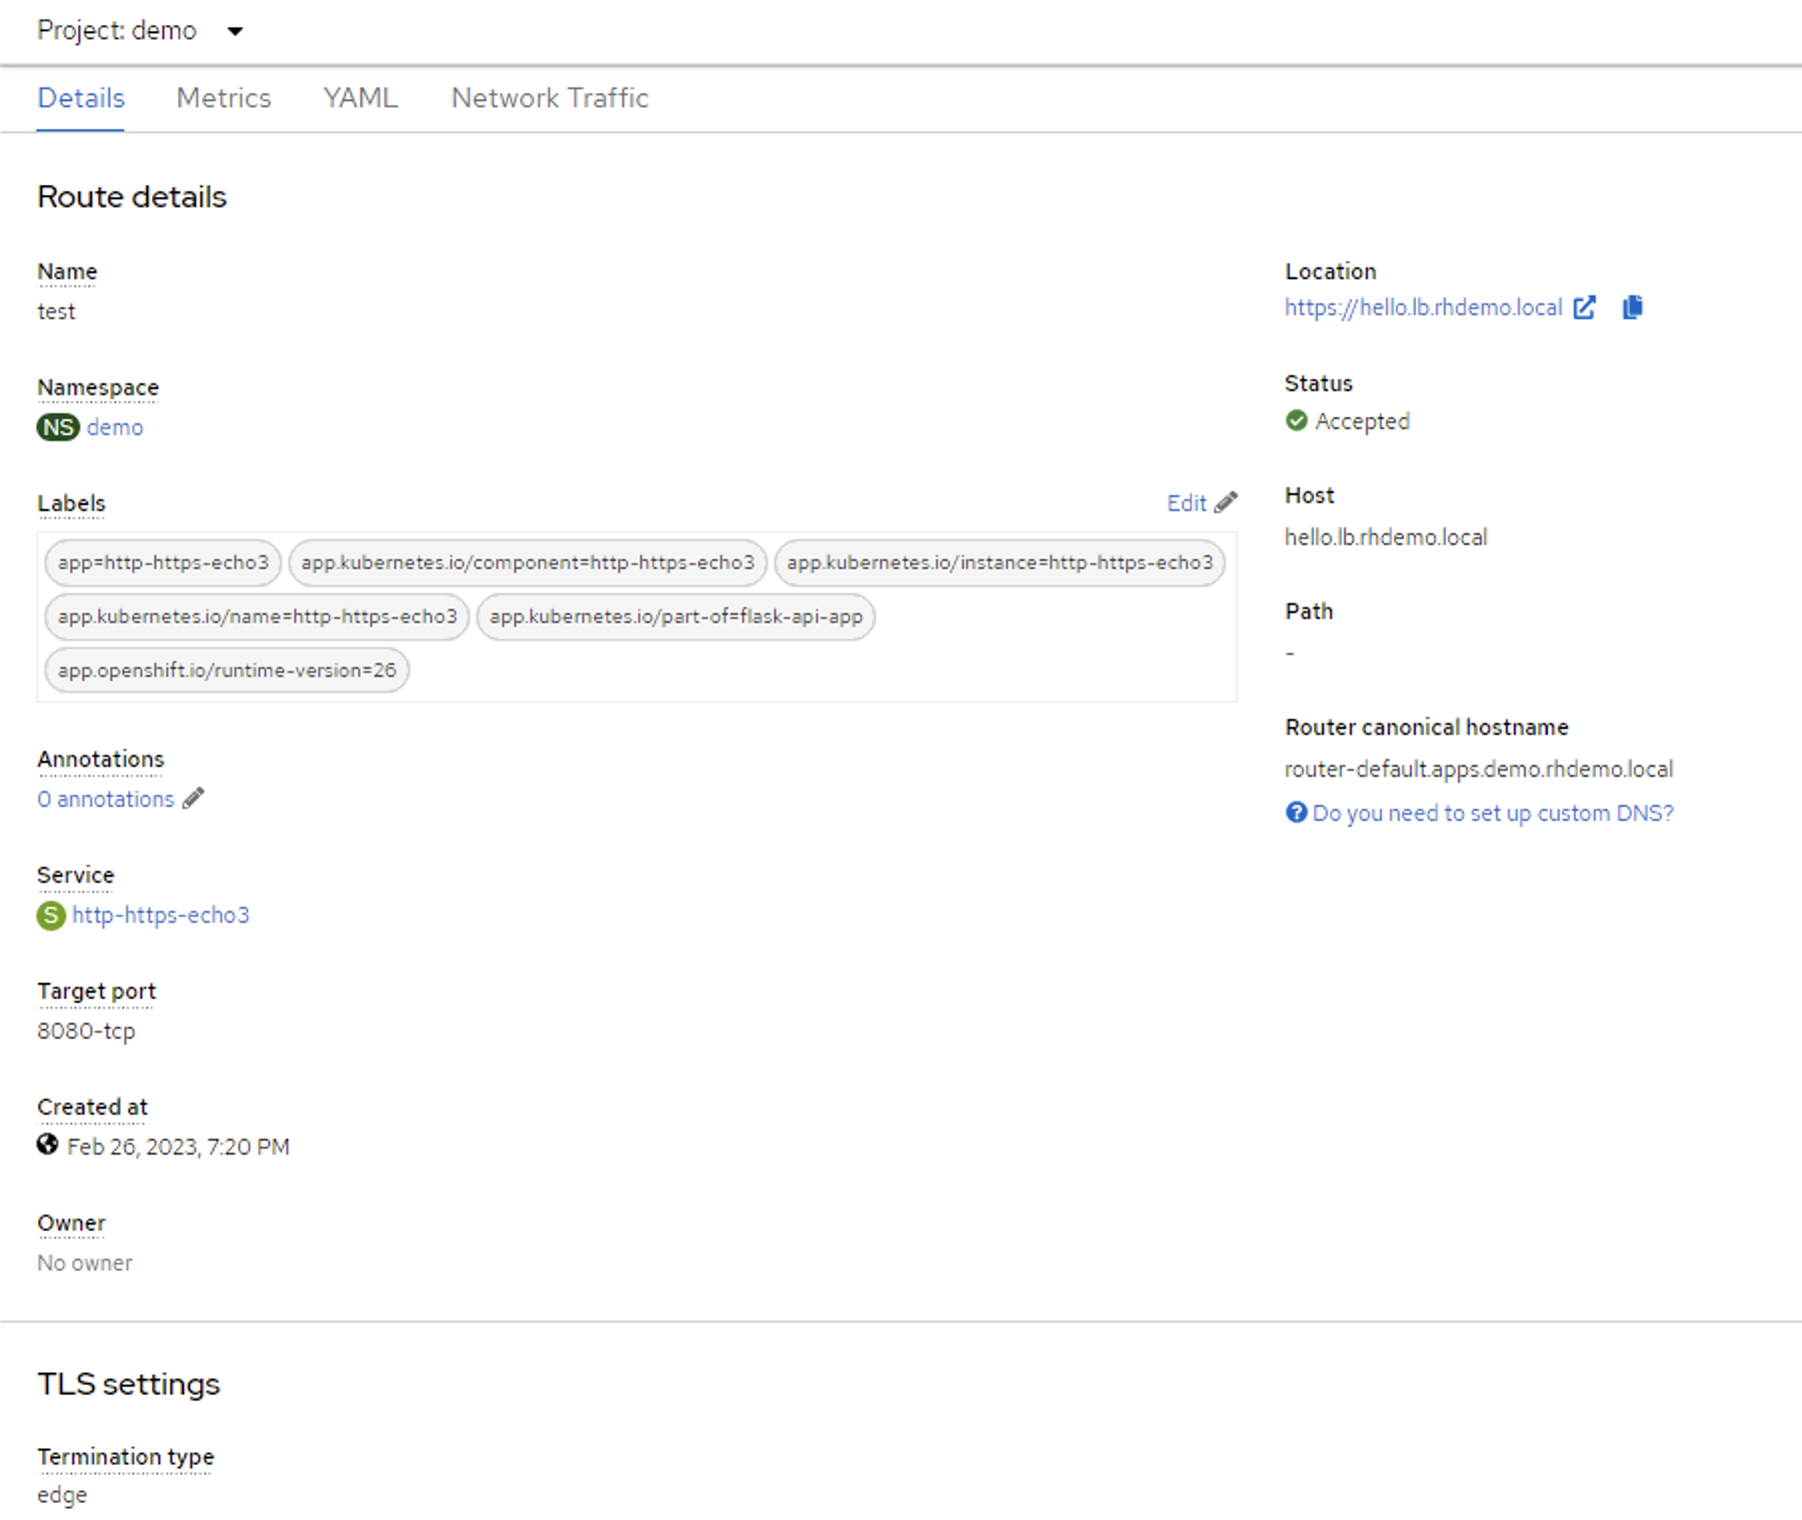 Project: demo
Details Metrics YAML Network Traffic
Route details
Name
test
Namespace
NS demo
Labels
Edit
app=http-https-echo3 app.kubernetes.io/component=http-https-echo3 app.kubernetes.io/instance=http-https-echo3
app.kubernetes.io/name=http-https-echo3 app.kubernetes.io/part-of=flask-api-app
app.openshift.io/runtime-version=26
Annotations
0 annotations
Service
S http-https-echo3
Target port
8080-tcp
Created at
Feb 26, 2023, 7:20 PM
Owner
No owner
Location
https://hello.lb.rhdemo.local
Status
Accepted
Host
hello.lb.rhdemo.local
Path
-
Router canonical hostname
router-default.apps.demo.rhdemo.local
Do you need to set up custom DNS?
TLS settings
Termination type
edge